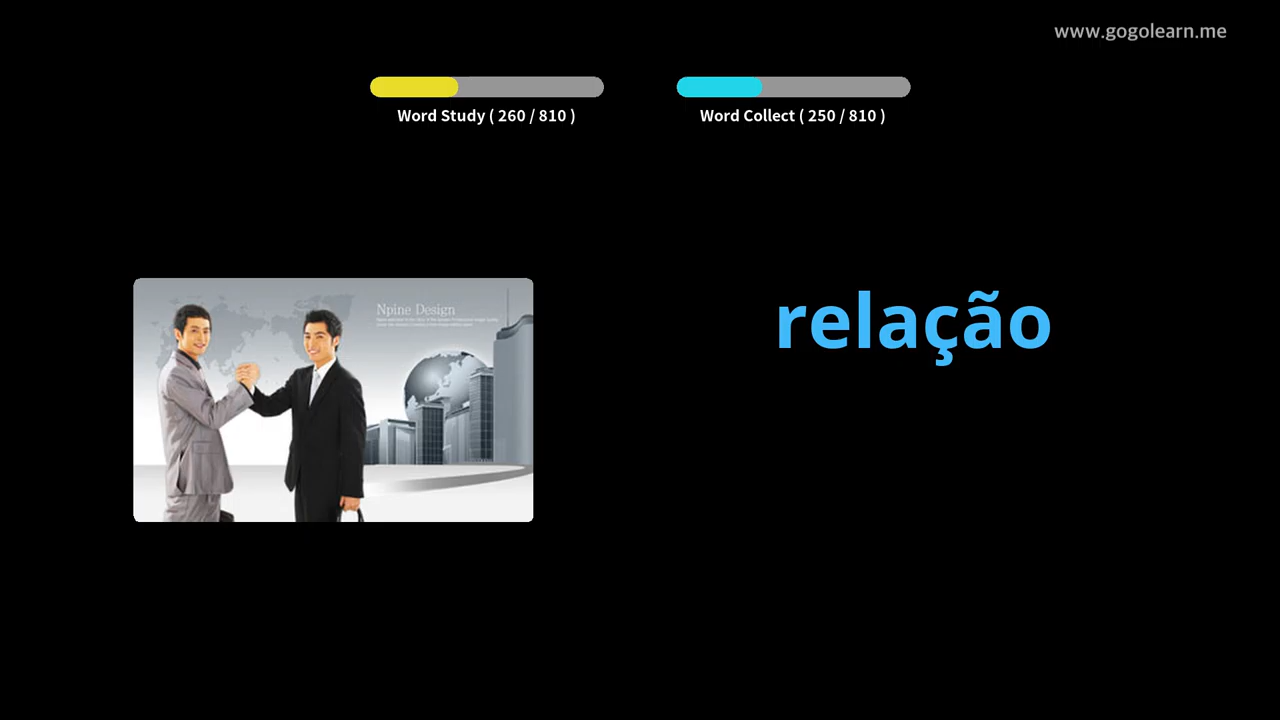 www.gogolearn.me
Word Study ( 260 / 810 )
Word Collect ( 250 / 810 )
Npine Design
relação